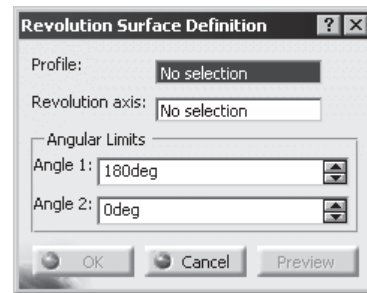 Revolution Surface Definition ? X
Profile: No selection
Revolution axis: No selection
Angular Limits
Angle 1: 180deg
Angle 2: 0deg
OK Cancel Preview